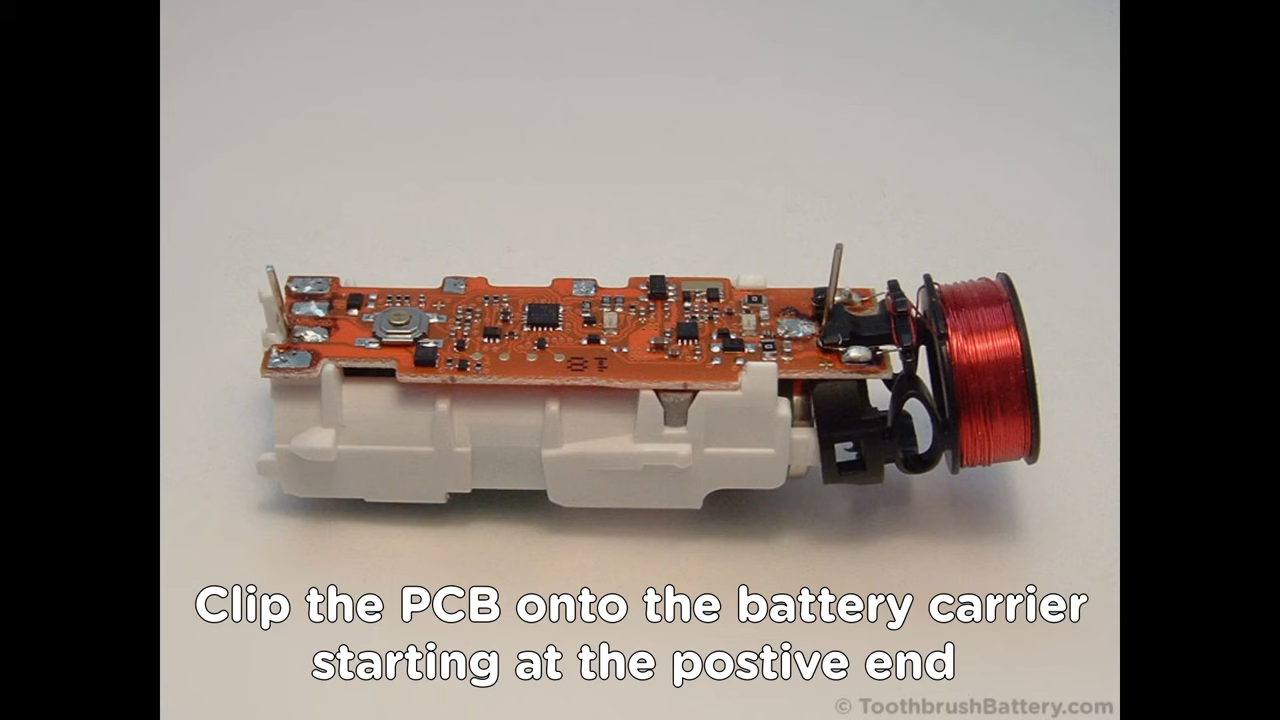 Clip the PCB onto the battery carrier
starting at the postive end
© ToothbrushBattery.com